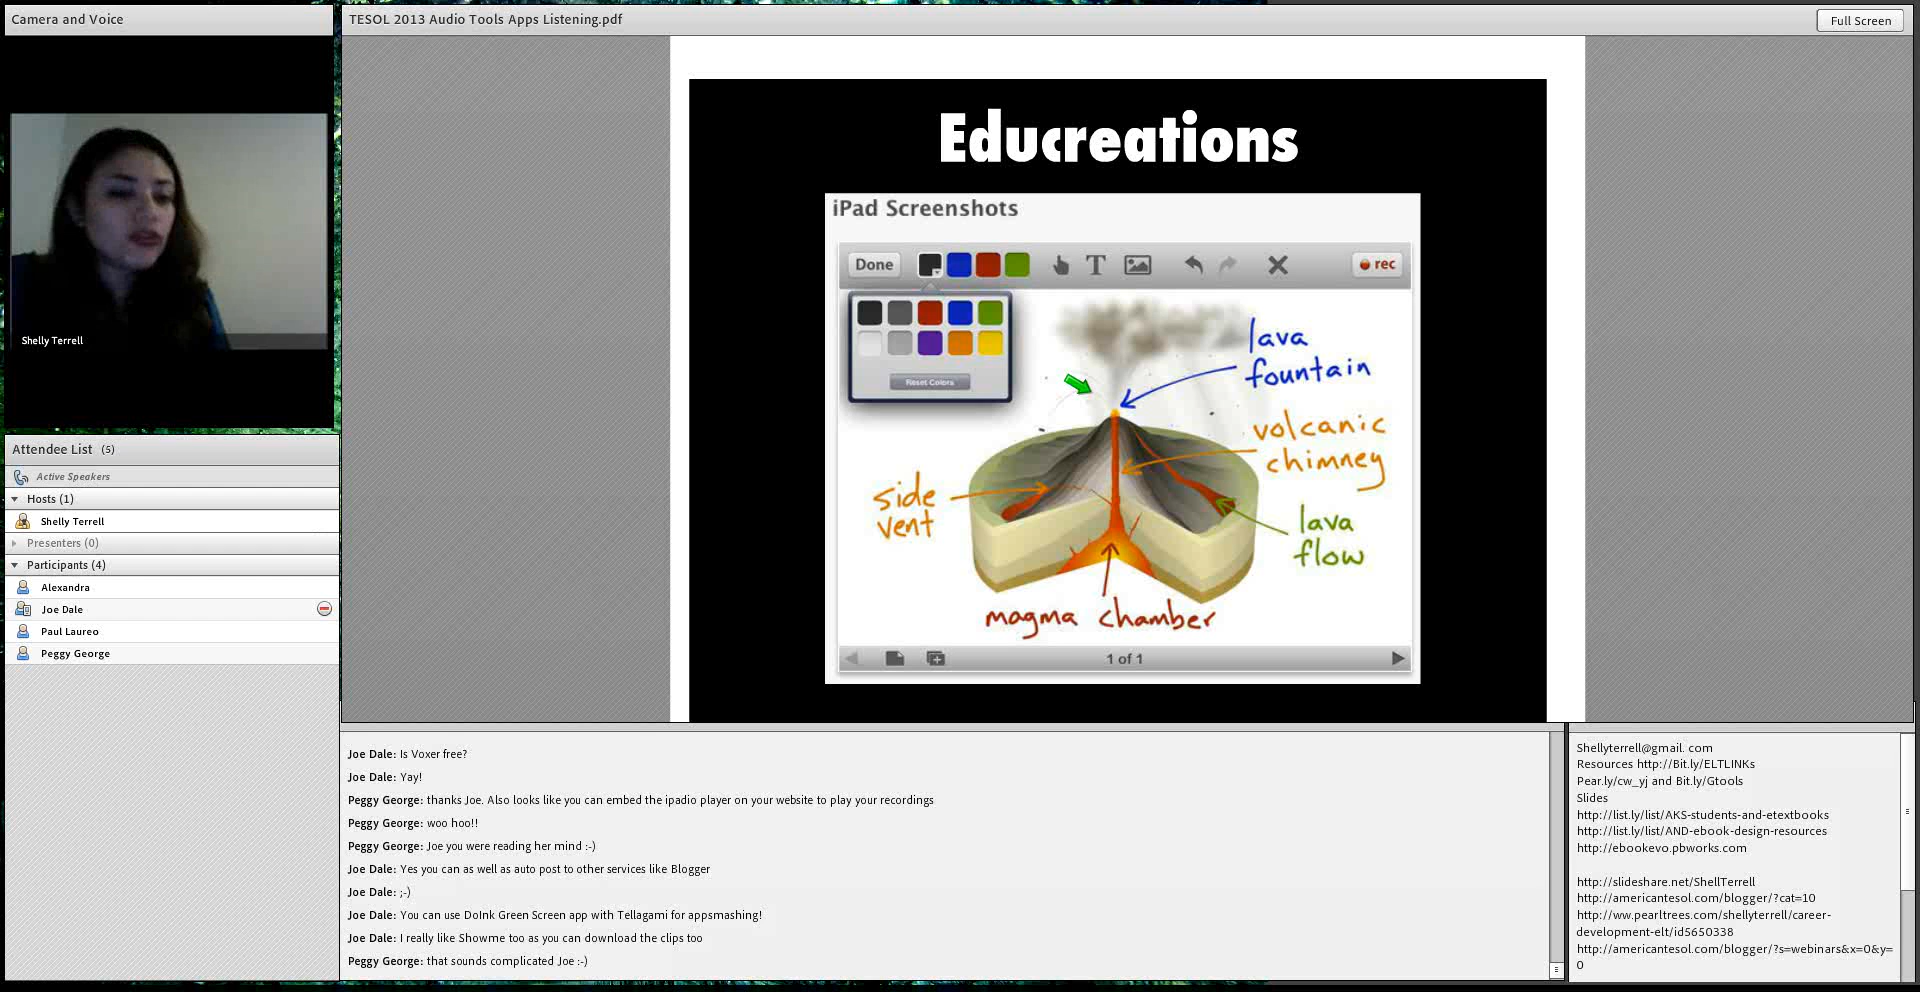 Camera and Voice
Shelly Terrell
Attendee List (5)
Active Speakers
Hosts (1)
Shelly Terrell
Presenters (0)
Participants (4)
Alexandra
Joe Dale
Paul Laureo
Peggy George
TESOL 2013 Audio Tools Apps Listening.pdf
Full Screen
Educreations
iPad Screenshots
Done
T
rec
Reset Colors
lava
fountain
volcanic
chimney
side
vent
lava
flow
magma chamber
1 of 1
Joe Dale: Is Voxer free?
Joe Dale: Yay!
Peggy George: thanks Joe. Also looks like you can embed the ipadio player on your website to play your recordings
Peggy George: woo hoo!!
Peggy George: Joe you were reading her mind :-)
Joe Dale: Yes you can as well as auto post to other services like Blogger
Joe Dale: ;-)
Joe Dale: You can use DoInk Green Screen app with Tellagami for appsmashing!
Joe Dale: I really like Showme too as you can download the clips too
Peggy George: that sounds complicated Joe :-)
Shellyterrell@gmail. com
Resources http://Bit.ly/ELTLINKs
Pear.ly/cw_yj and Bit.ly/Gtools
Slides
http://list.ly/list/AKS-students-and-etextbooks
http://list.ly/list/AND-ebook-design-resources
http://ebookevo.pbworks.com
http://slideshare.net/ShellTerrell
http://americantesol.com/blogger/?cat=10
http://ww.pearltrees.com/shellyterrell/career-
development-elt/id5650338
http://americantesol.com/blogger/?s=webinars&x=0&y=
0